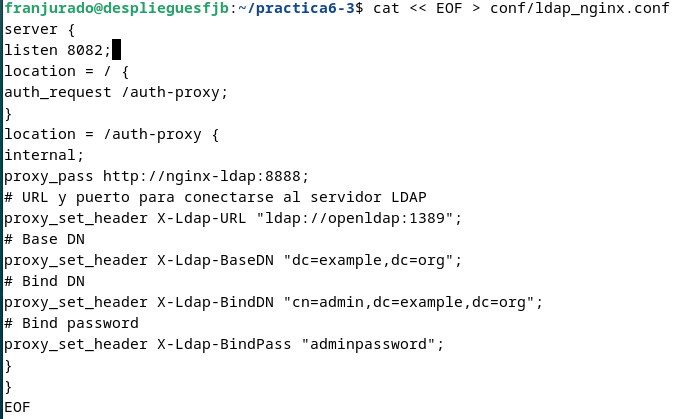 franjurado@desplieguesfjb:~/practica6-3$ cat << EOF > conf/ldap_nginx.conf
server {
listen 8082;
location = / {
auth_request /auth-proxy;
}
location = /auth-proxy {
internal;
proxy_pass http://nginx-ldap:8888;
# URL y puerto para conectarse al servidor LDAP
proxy_set_header X-Ldap-URL "ldap://openldap:1389";
# Base DN
proxy_set_header X-Ldap-BaseDN "dc=example,dc=org";
# Bind DN
proxy_set_header X-Ldap-BindDN "cn=admin,dc=example,dc=org";
# Bind password
proxy_set_header X-Ldap-BindPass "adminpassword";
}
}
EOF